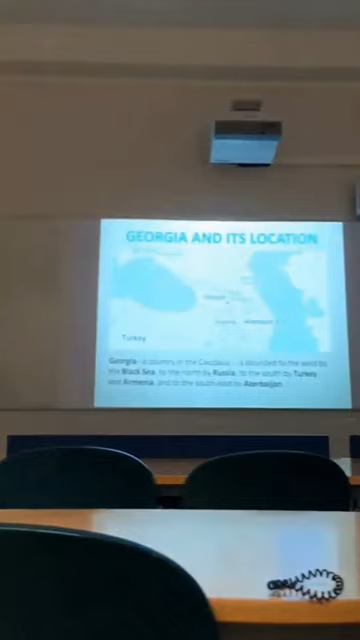 GEORGIA AND ITS LOCATION
Turkey
Georgia - a country in the Caucasus - is bounded to the west by
the Black Sea, to the north by Russia, to the south by Turkey
and Armenia, and to the south-east by Azerbaijan.